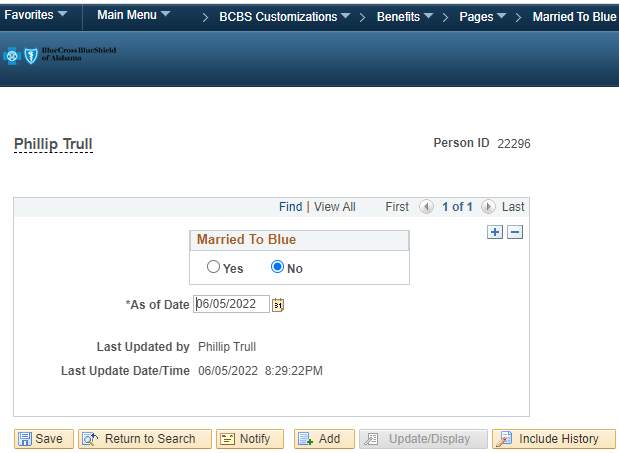 Favorites Main Menu > BCBS Customizations > Benefits > Pages > Married To Blue
BlueCross BlueShield
of Alabama
Phillip Trull Person ID 22296
Find | View All First 1 of 1 Last
Married To Blue
Yes No
*As of Date 06/05/2022 31
Last Updated by Phillip Trull
Last Update Date/Time 06/05/2022 8:29:22PM
Save Return to Search Notify Add Update/Display Include History